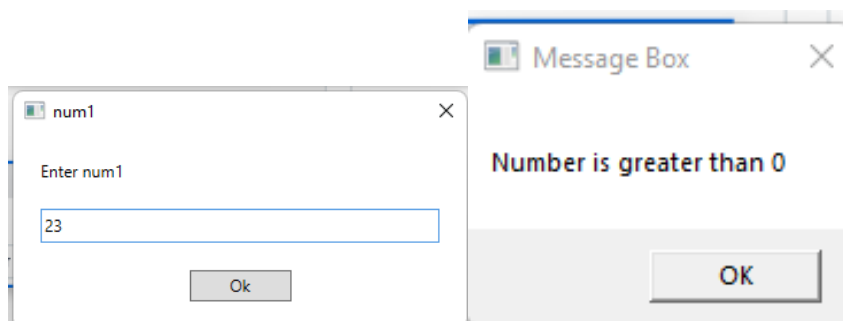 num1
Enter num1
23
Ok
Message Box
Number is greater than 0
OK